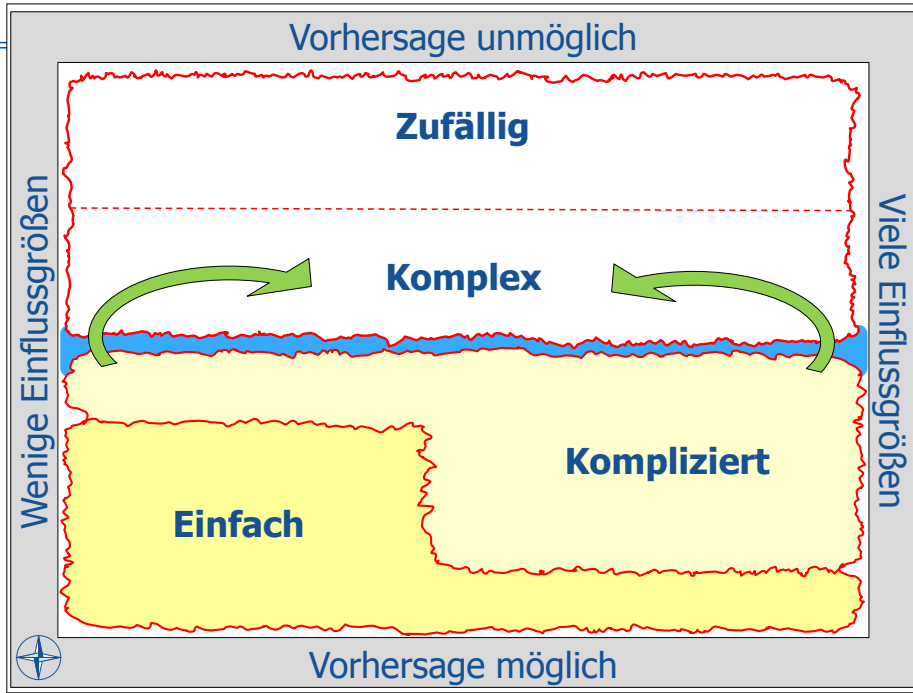 Vorhersage unmöglich
Zufällig
Wenige Einflussgrößen
Komplex
Viele Einflussgrößen
Kompliziert
Einfach
Vorhersage möglich